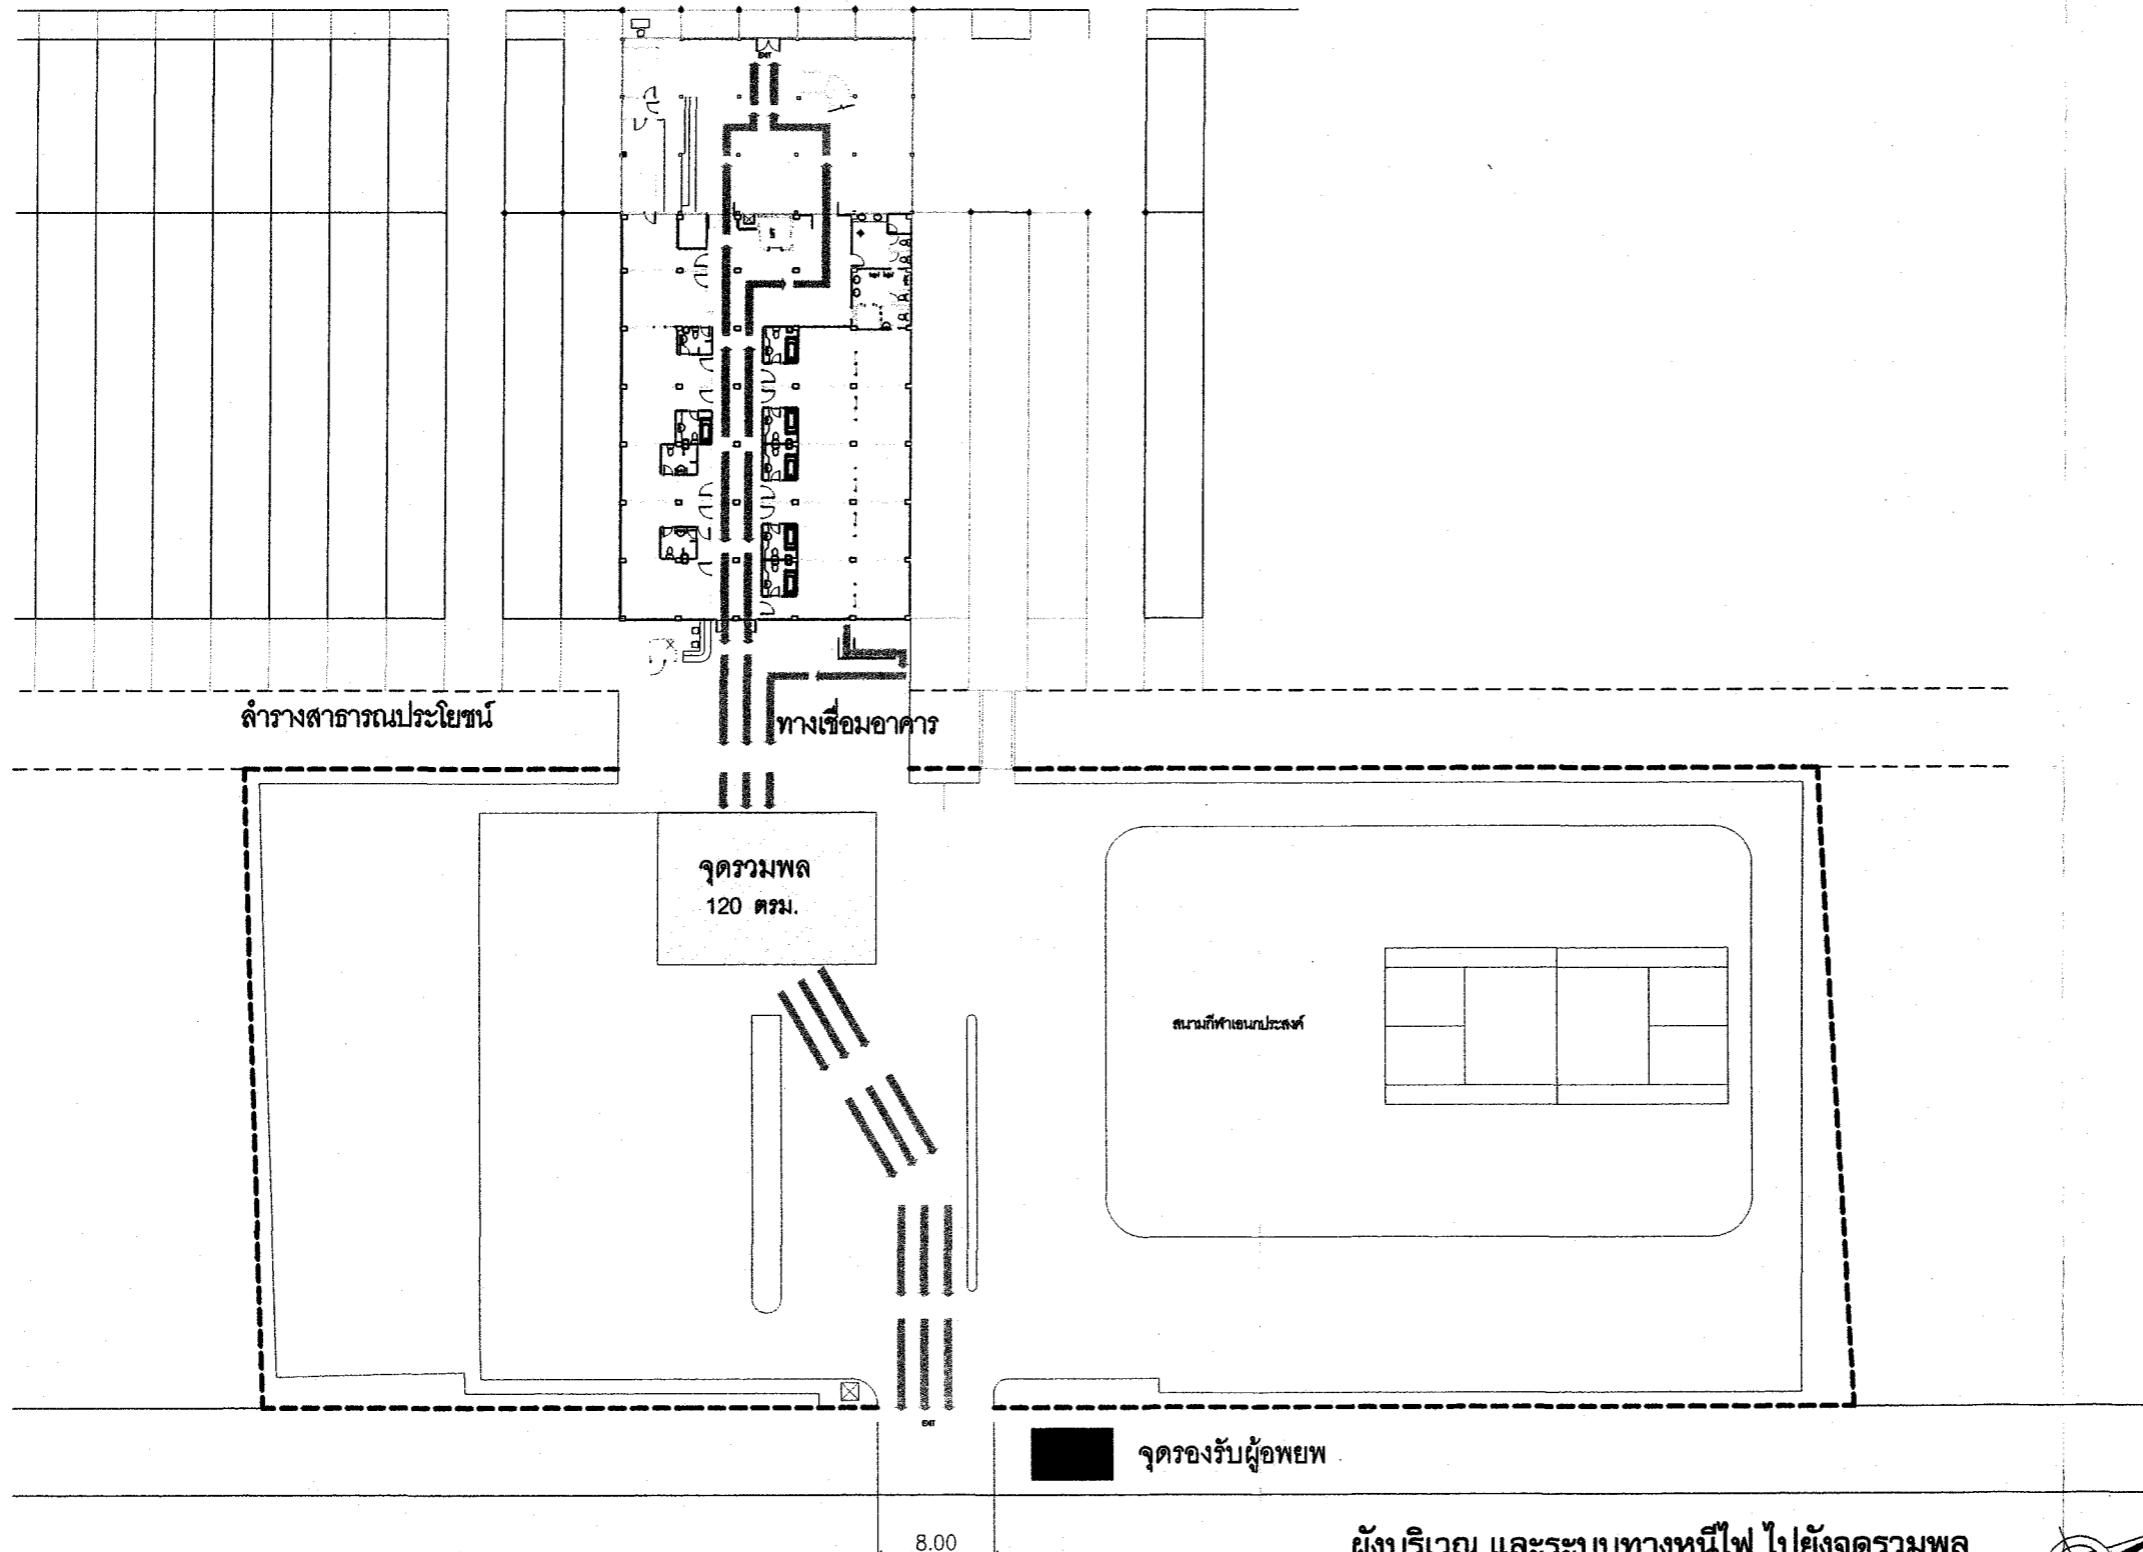 EXIT
ลำรางสาธารณประโยชน์
ทางเชื่อมอาคาร
จุดรวมพล
120 ตรม.
สนามกีฬาเอนกประสงค์
EXIT
จุดรองรับผู้อพยพ
8.00
ผังบริเวณ และระบบทางหนีไฟ ไปยังจุดรวมพล